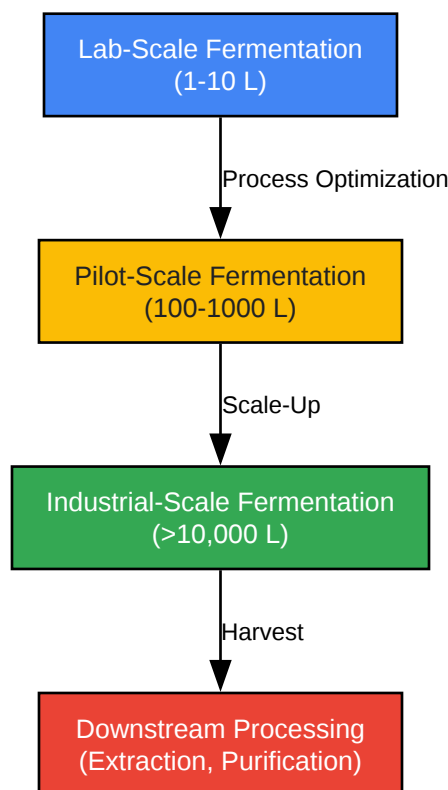 Lab-Scale Fermentation
(1-10 L)
Process Optimization
Pilot-Scale Fermentation
(100-1000 L)
Scale-Up
Industrial-Scale Fermentation
(>10,000 L)
Harvest
Downstream Processing
(Extraction, Purification)